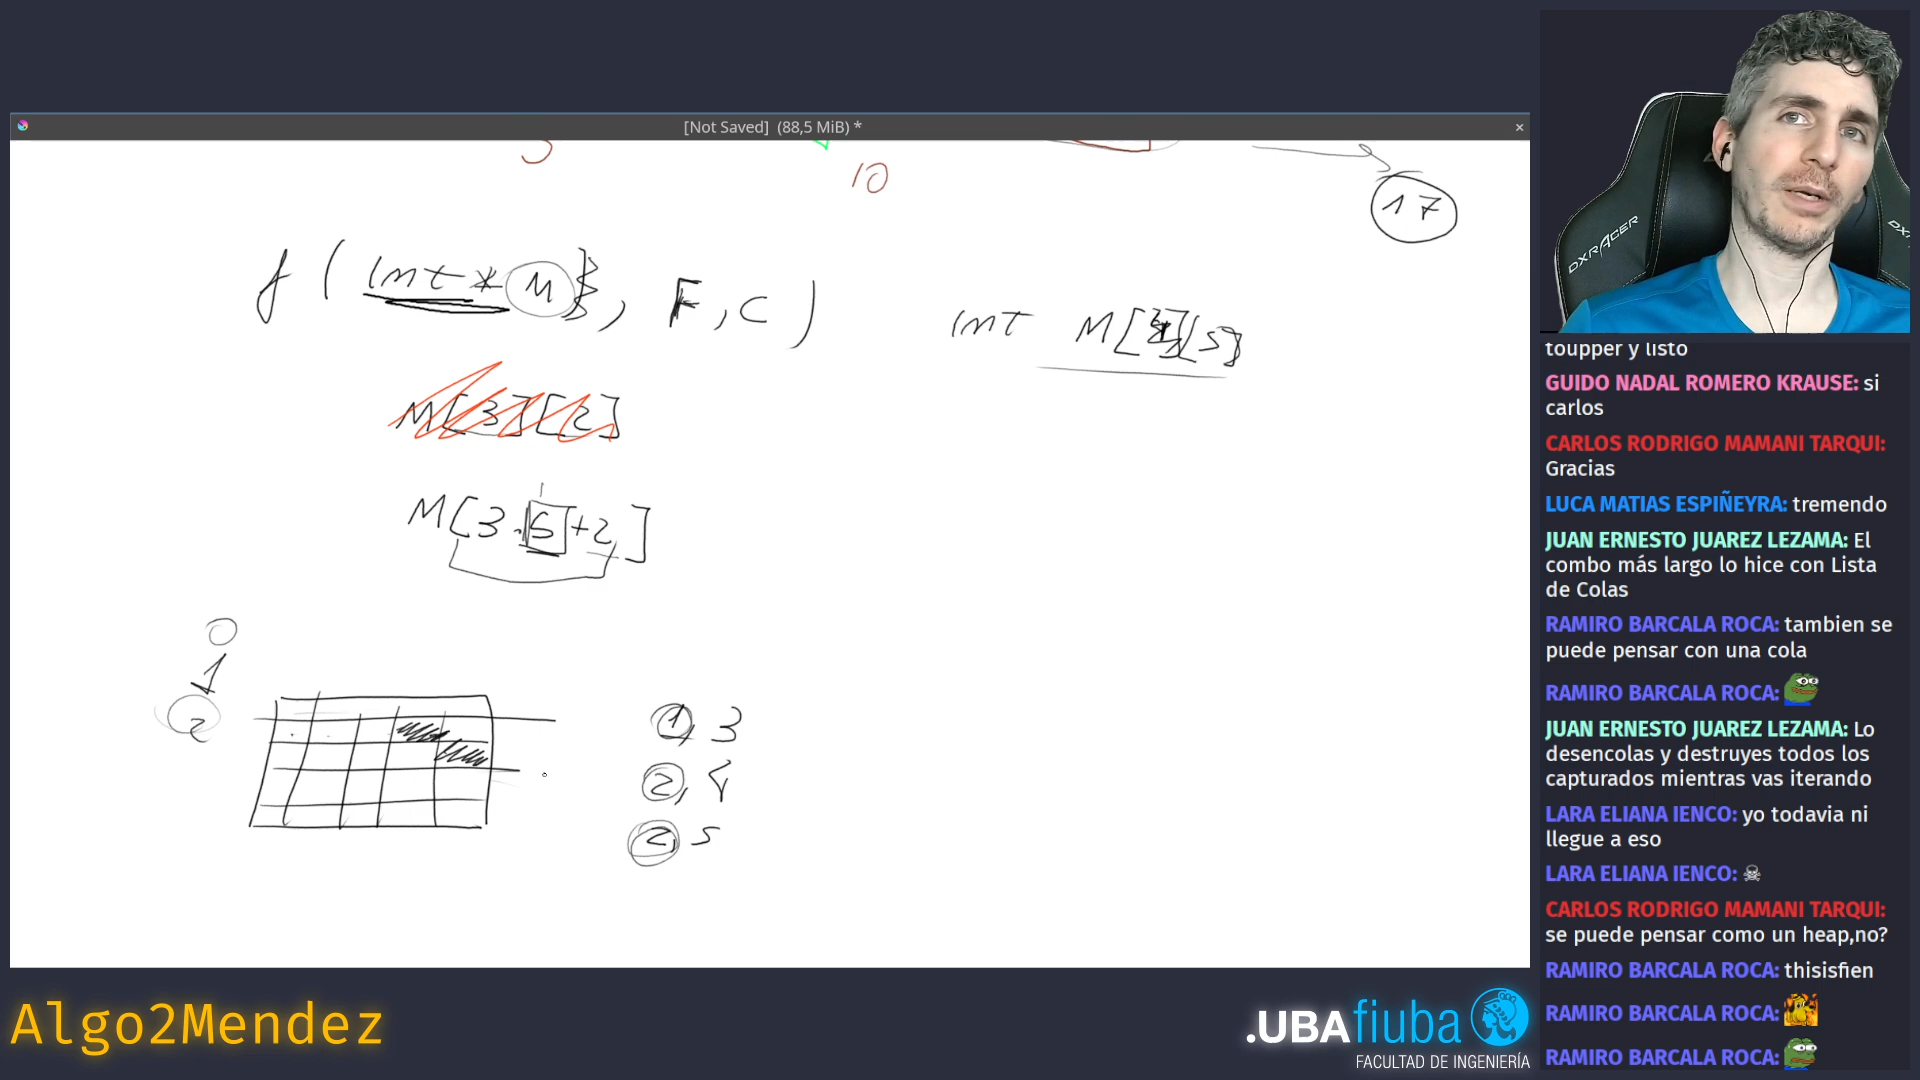 [Not Saved] (88,5 MiB) *
×
10
17
f ( int * M , F, C )
int M[ ][5]
M[3][2]
M[3.5+2]
0
1
2
1, 3
2, 4
2, 5
DXRACER
toupper y listo
GUIDO NADAL ROMERO KRAUSE: si
carlos
CARLOS RODRIGO MAMANI TARQUI:
Gracias
LUCA MATIAS ESPIÑEYRA: tremendo
JUAN ERNESTO JUAREZ LEZAMA: El
combo más largo lo hice con Lista
de Colas
RAMIRO BARCALA ROCA: tambien se
puede pensar con una cola
RAMIRO BARCALA ROCA:
JUAN ERNESTO JUAREZ LEZAMA: Lo
desencolas y destruyes todos los
capturados mientras vas iterando
LARA ELIANA IENCO: yo todavia ni
llegue a eso
LARA ELIANA IENCO: ☠
CARLOS RODRIGO MAMANI TARQUI:
se puede pensar como un heap,no?
RAMIRO BARCALA ROCA: thisisfien
RAMIRO BARCALA ROCA:
RAMIRO BARCALA ROCA:
Algo2Mendez
.UBAfiuba
FACULTAD DE INGENIERÍA